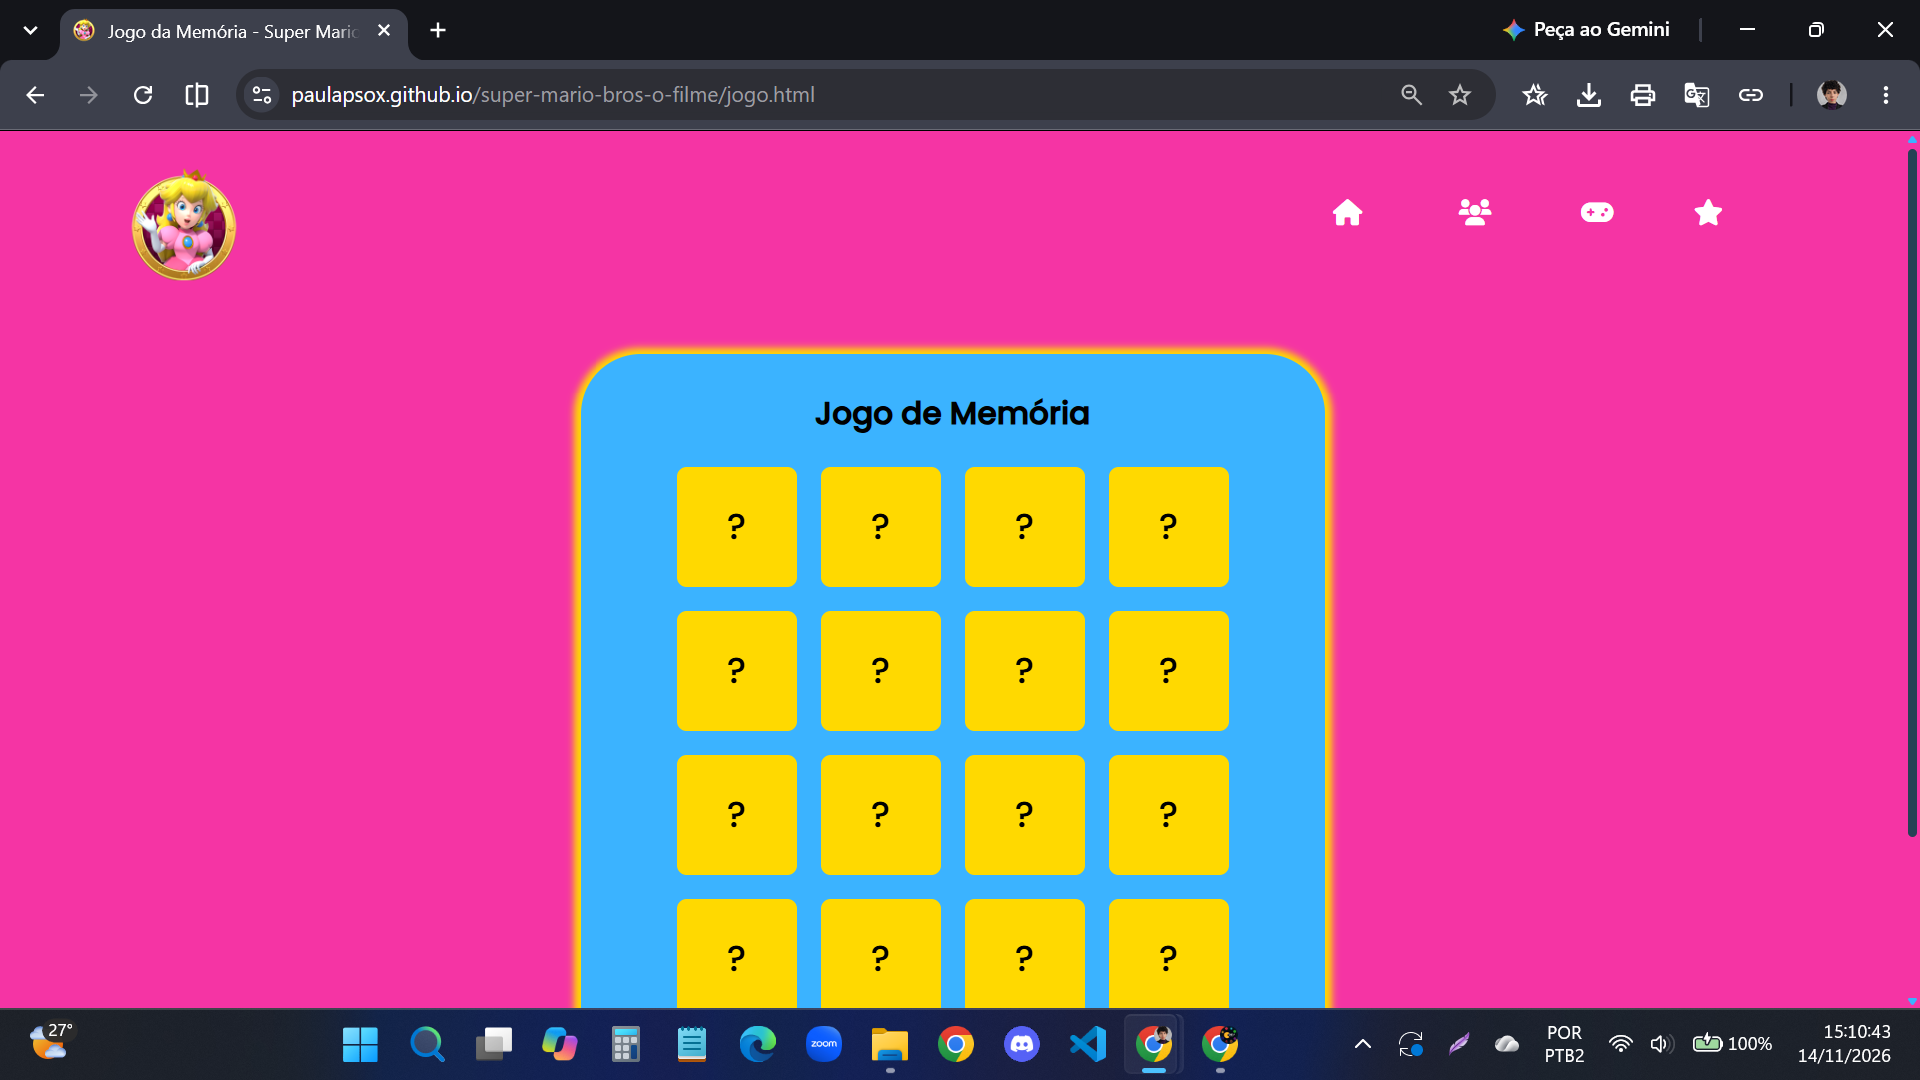 Jogo da Memória - Super Mario
Peça ao Gemini
paulapsox.github.io/super-mario-bros-o-filme/jogo.html
Jogo de Memória
? ? ? ?
? ? ? ?
? ? ? ?
? ? ? ?
27°
zoom
POR
PTB2
100%
15:10:43
14/11/2026